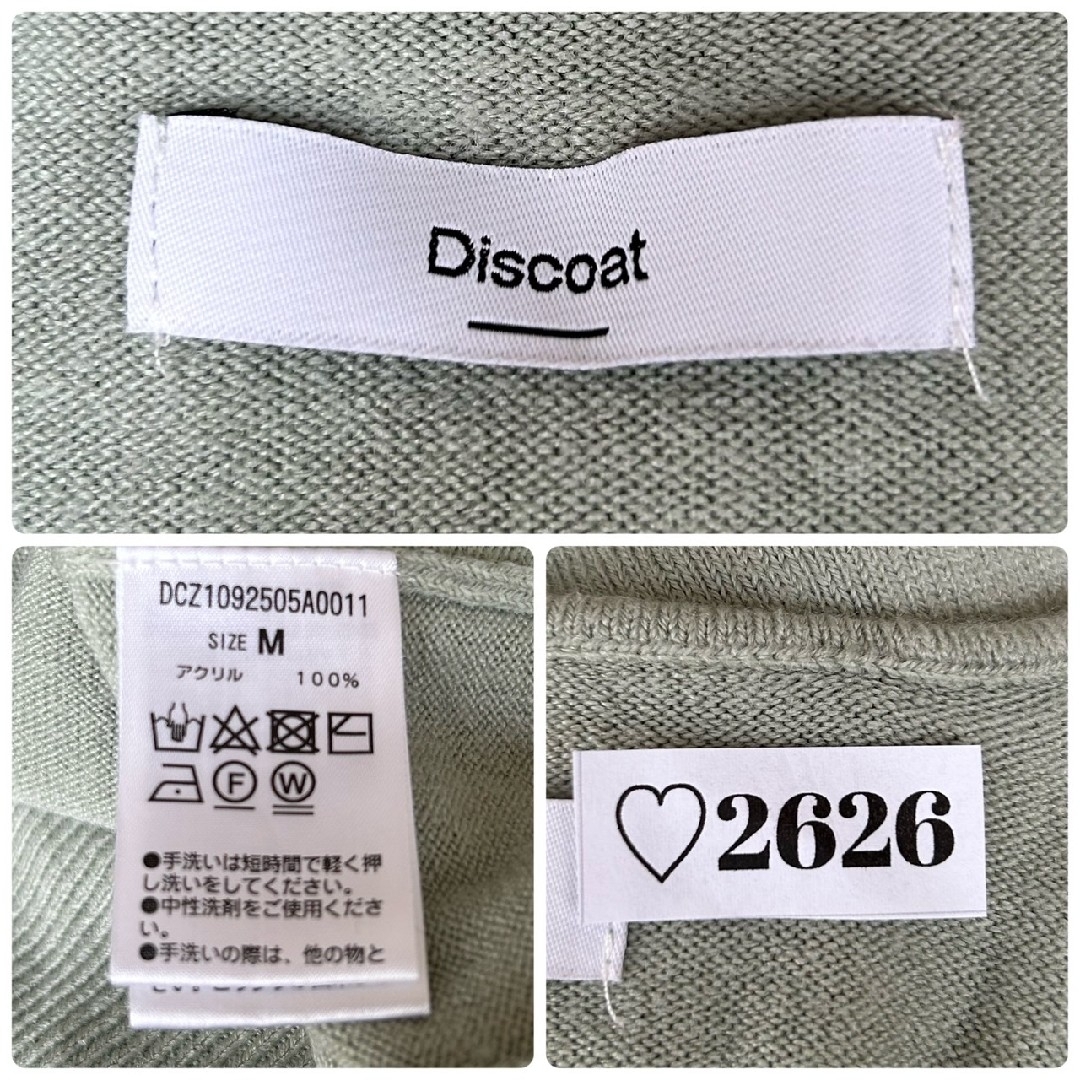 Discoat
DCZ1092505A0011
SIZE M
アクリル 100%
F W
●手洗いは短時間で軽く押
し洗いをしてください。
●中性洗剤をご使用くださ
い。
●手洗いの際は、他の物と
♡2626